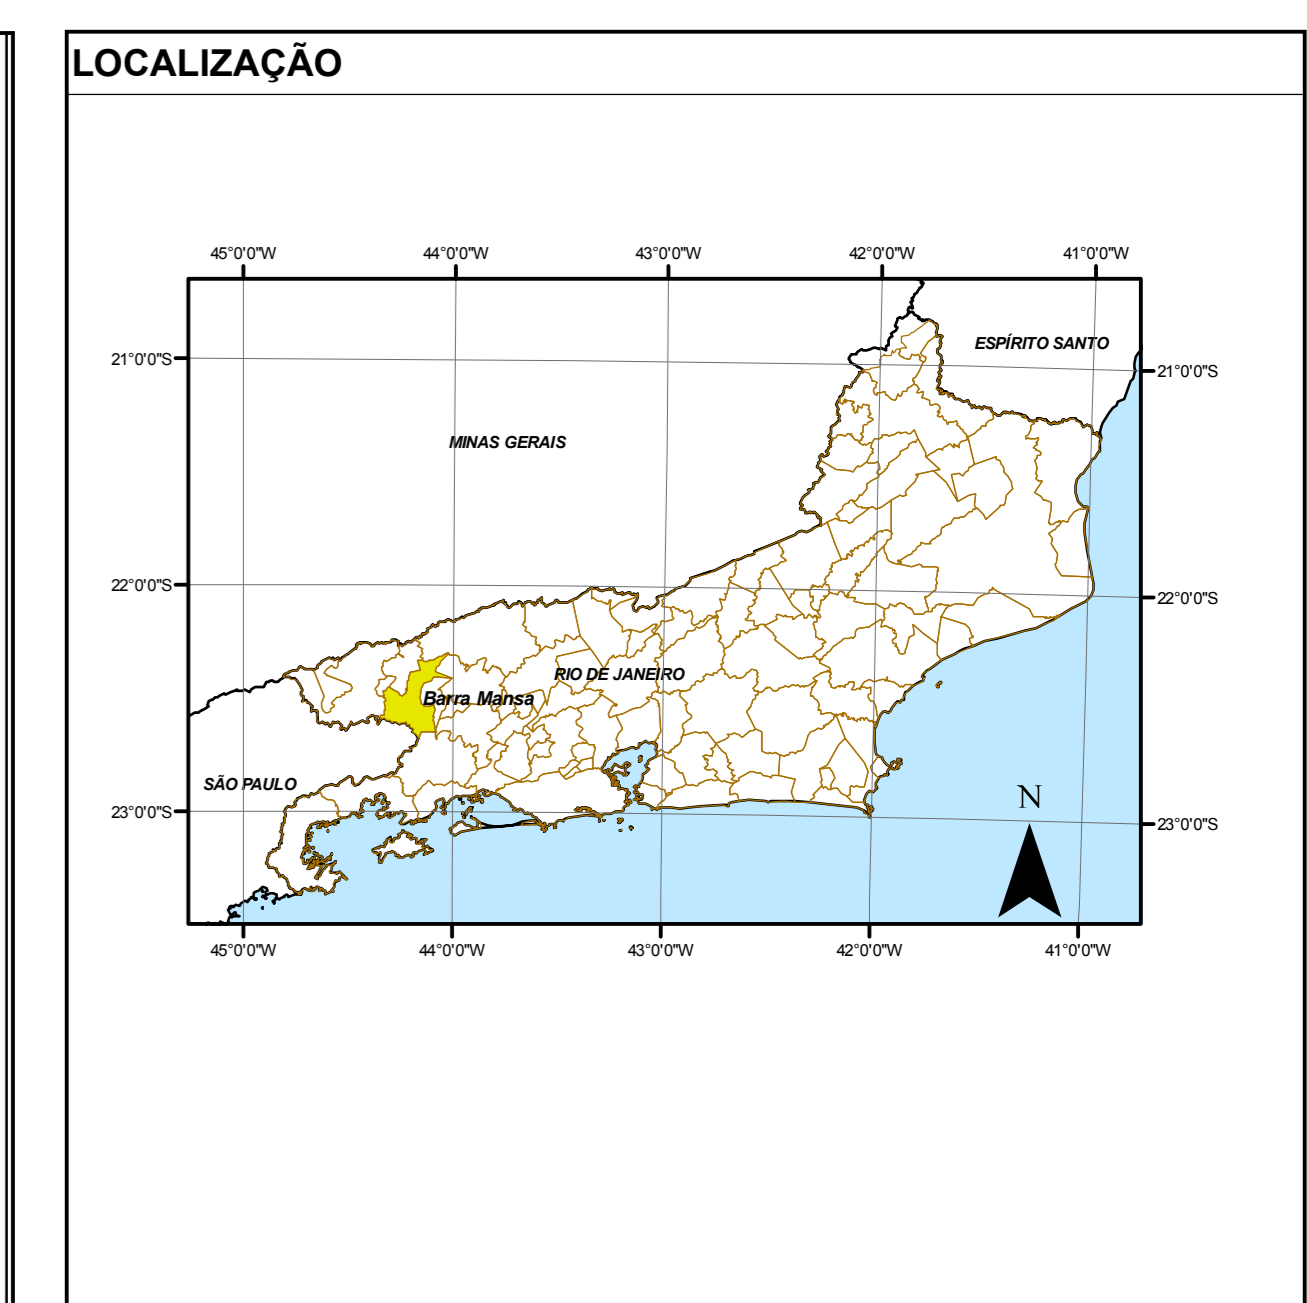 LOCALIZAÇÃO
45°0'0"W 44°0'0"W 43°0'0"W 42°0'0"W 41°0'0"W
ESPÍRITO SANTO
21°0'0"S 21°0'0"S
MINAS GERAIS
22°0'0"S 22°0'0"S
RIO DE JANEIRO
Barra Mansa
SÃO PAULO
N
23°0'0"S 23°0'0"S
45°0'0"W 44°0'0"W 43°0'0"W 42°0'0"W 41°0'0"W